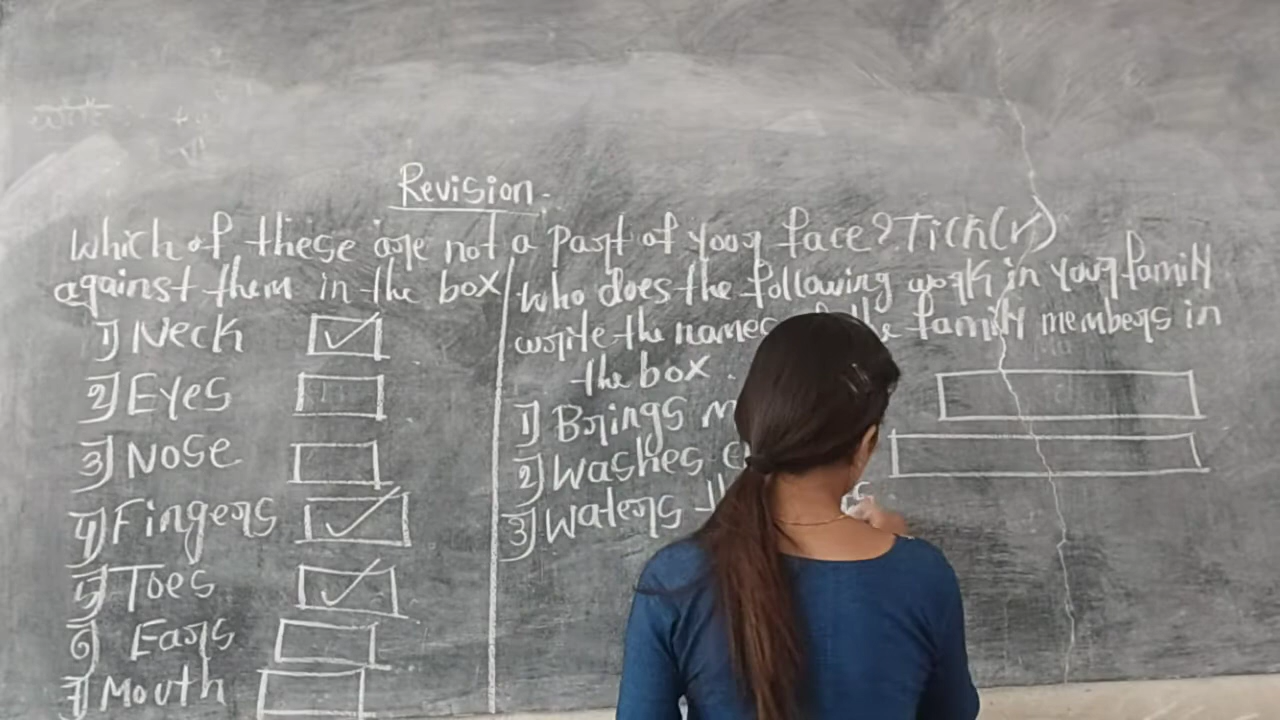 Revision.
Which of these are not a part of your face? Tick(✓)
against them in the box
1) Neck ✓
2) Eyes
3) Nose
4) Fingers ✓
5) Toes ✓
6) Ears
7) Mouth
who does the following work in your family
write the names family members in
the box.
1) Brings
2) Washes
3) Waters